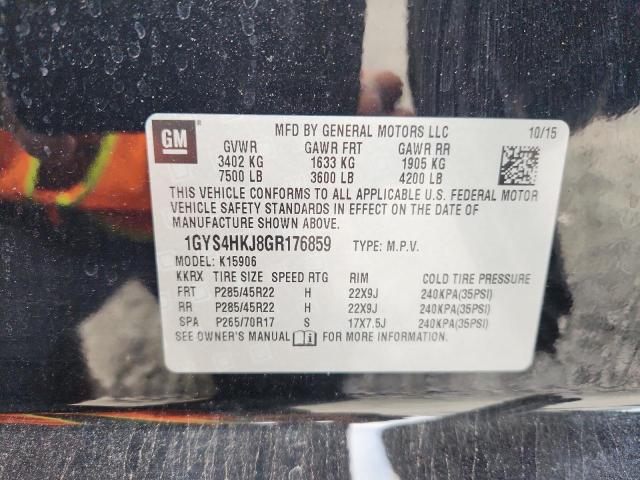 GM
MFD BY GENERAL MOTORS LLC 10/15
GVWR GAWR FRT GAWR RR
3402 KG 1633 KG 1905 KG
7500 LB 3600 LB 4200 LB
THIS VEHICLE CONFORMS TO ALL APPLICABLE U.S. FEDERAL MOTOR
VEHICLE SAFETY STANDARDS IN EFFECT ON THE DATE OF
MANUFACTURE SHOWN ABOVE.
1GYS4HKJ8GR176859 TYPE: M.P.V.
MODEL: K15906
KKRX TIRE SIZE SPEED RTG RIM COLD TIRE PRESSURE
FRT P285/45R22 H 22X9J 240KPA(35PSI)
RR P285/45R22 H 22X9J 240KPA(35PSI)
SPA P265/70R17 S 17X7.5J 240KPA(35PSI)
SEE OWNER'S MANUAL FOR MORE INFORMATION.